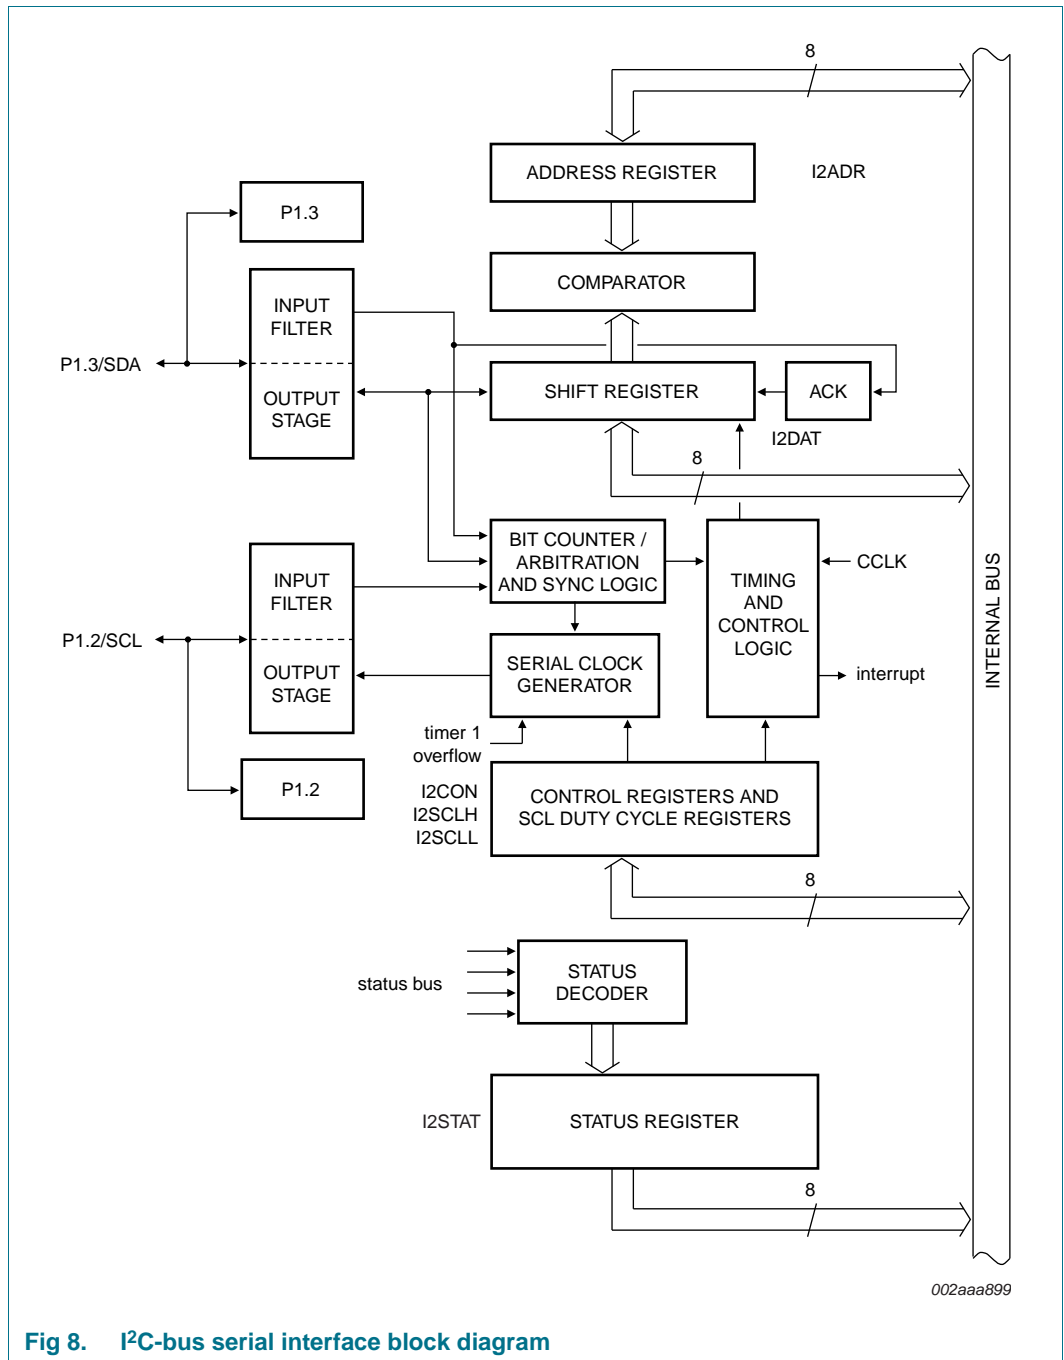 8
ADDRESS REGISTER
I2ADR
P1.3
COMPARATOR
INPUT
FILTER
P1.3/SDA
OUTPUT
STAGE
SHIFT REGISTER
ACK
I2DAT
8
BIT COUNTER /
ARBITRATION
AND SYNC LOGIC
INPUT
FILTER
TIMING
AND
CONTROL
LOGIC
CCLK
INTERNAL BUS
P1.2/SCL
OUTPUT
STAGE
SERIAL CLOCK
GENERATOR
interrupt
timer 1
overflow
P1.2
I2CON
I2SCLH
I2SCLL
CONTROL REGISTERS AND
SCL DUTY CYCLE REGISTERS
8
status bus
STATUS
DECODER
I2STAT
STATUS REGISTER
8
002aaa899
Fig 8. I²C-bus serial interface block diagram